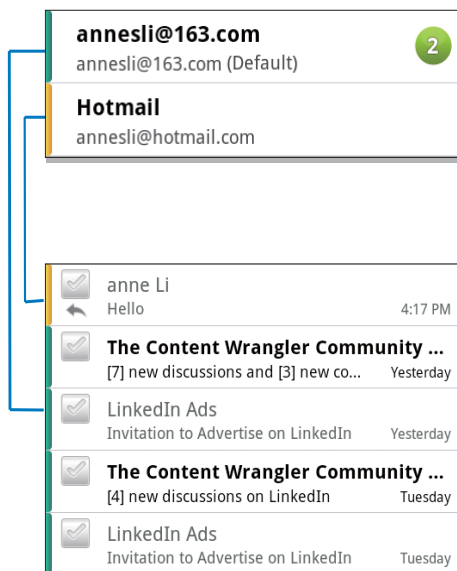 annesli@163.com
annesli@163.com (Default)
2
Hotmail
annesli@hotmail.com
anne Li
Hello 4:17 PM
The Content Wrangler Community ...
[7] new discussions and [3] new co... Yesterday
LinkedIn Ads
Invitation to Advertise on LinkedIn Yesterday
The Content Wrangler Community ...
[4] new discussions on LinkedIn Tuesday
LinkedIn Ads
Invitation to Advertise on LinkedIn Tuesday